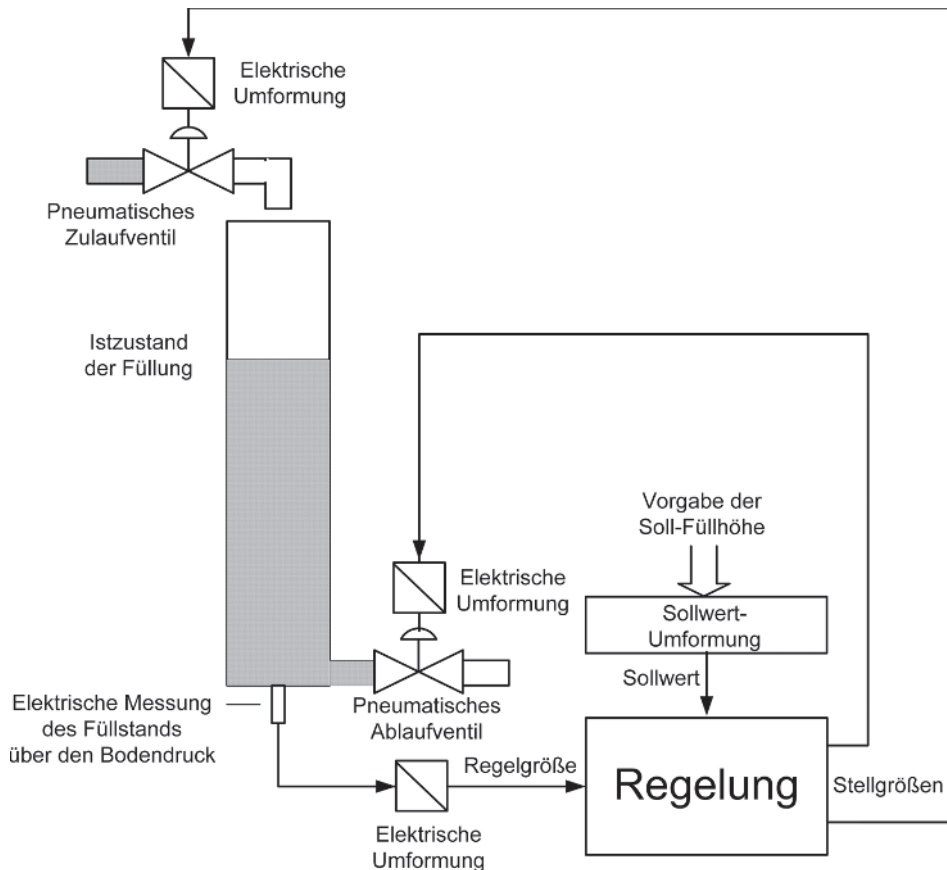 Elektrische
Umformung
Pneumatisches
Zulaufventil
Istzustand
der Füllung
Vorgabe der
Soll-Füllhöhe
Elektrische
Umformung
Sollwert-
Umformung
Sollwert
Elektrische Messung
des Füllstands
über den Bodendruck
Pneumatisches
Ablaufventil
Regelgröße
Regelung
Stellgrößen
Elektrische
Umformung